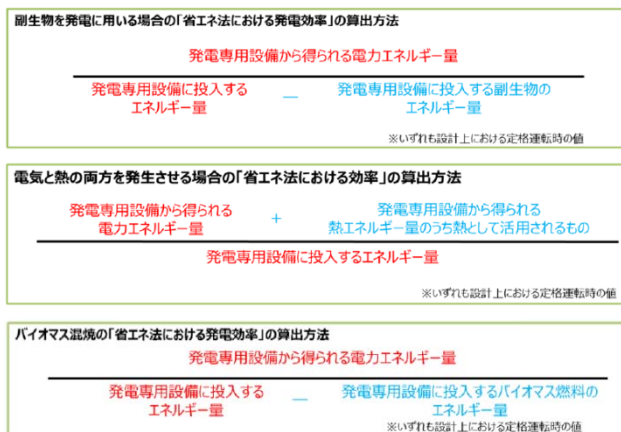 副生物を発電に用いる場合の「省エネ法における発電効率」の算出方法
発電専用設備から得られる電力エネルギー量
発電専用設備に投入する
エネルギー量
―
発電専用設備に投入する副生物の
エネルギー量
※いずれも設計上における定格運転時の値
電気と熱の両方を発生させる場合の「省エネ法における効率」の算出方法
発電専用設備から得られる
電力エネルギー量
+
発電専用設備から得られる
熱エネルギー量のうち熱として活用されるもの
発電専用設備に投入するエネルギー量
※いずれも設計上における定格運転時の値
バイオマス混焼の「省エネ法における発電効率」の算出方法
発電専用設備から得られる電力エネルギー量
発電専用設備に投入する
エネルギー量
―
発電専用設備に投入するバイオマス燃料の
エネルギー量
※いずれも設計上における定格運転時の値